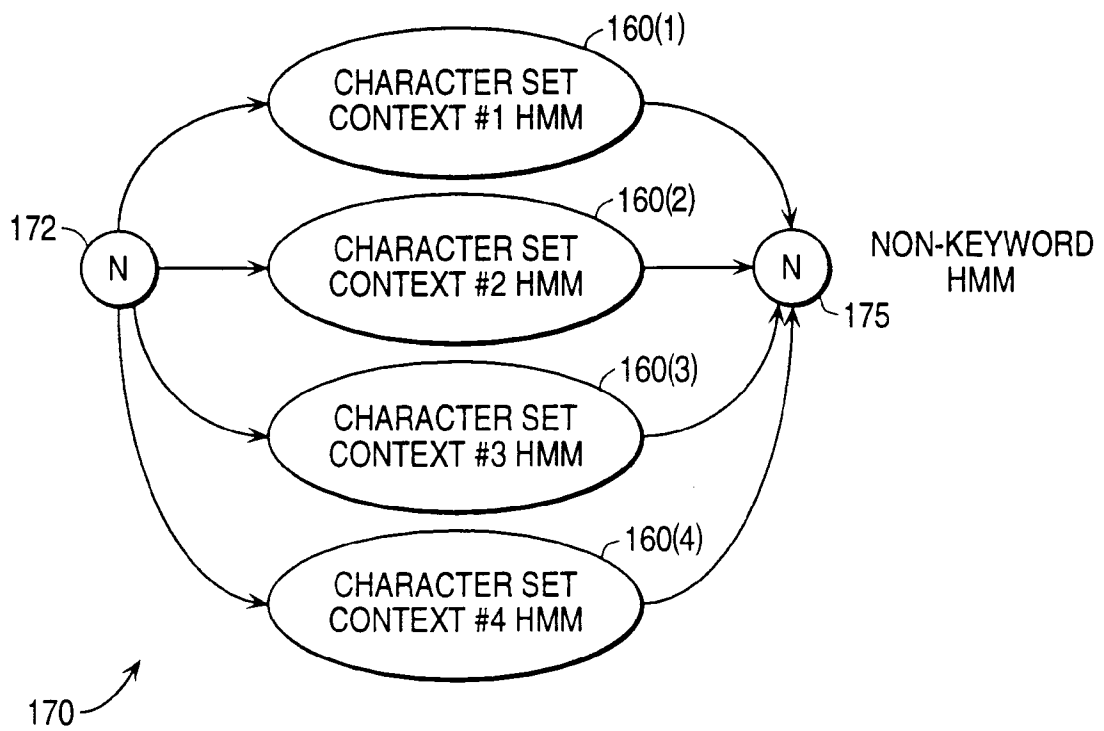 160(1)
CHARACTER SET
CONTEXT #1 HMM
160(2)
172
CHARACTER SET
CONTEXT #2 HMM
N
N
NON-KEYWORD
HMM
175
160(3)
CHARACTER SET
CONTEXT #3 HMM
160(4)
CHARACTER SET
CONTEXT #4 HMM
170